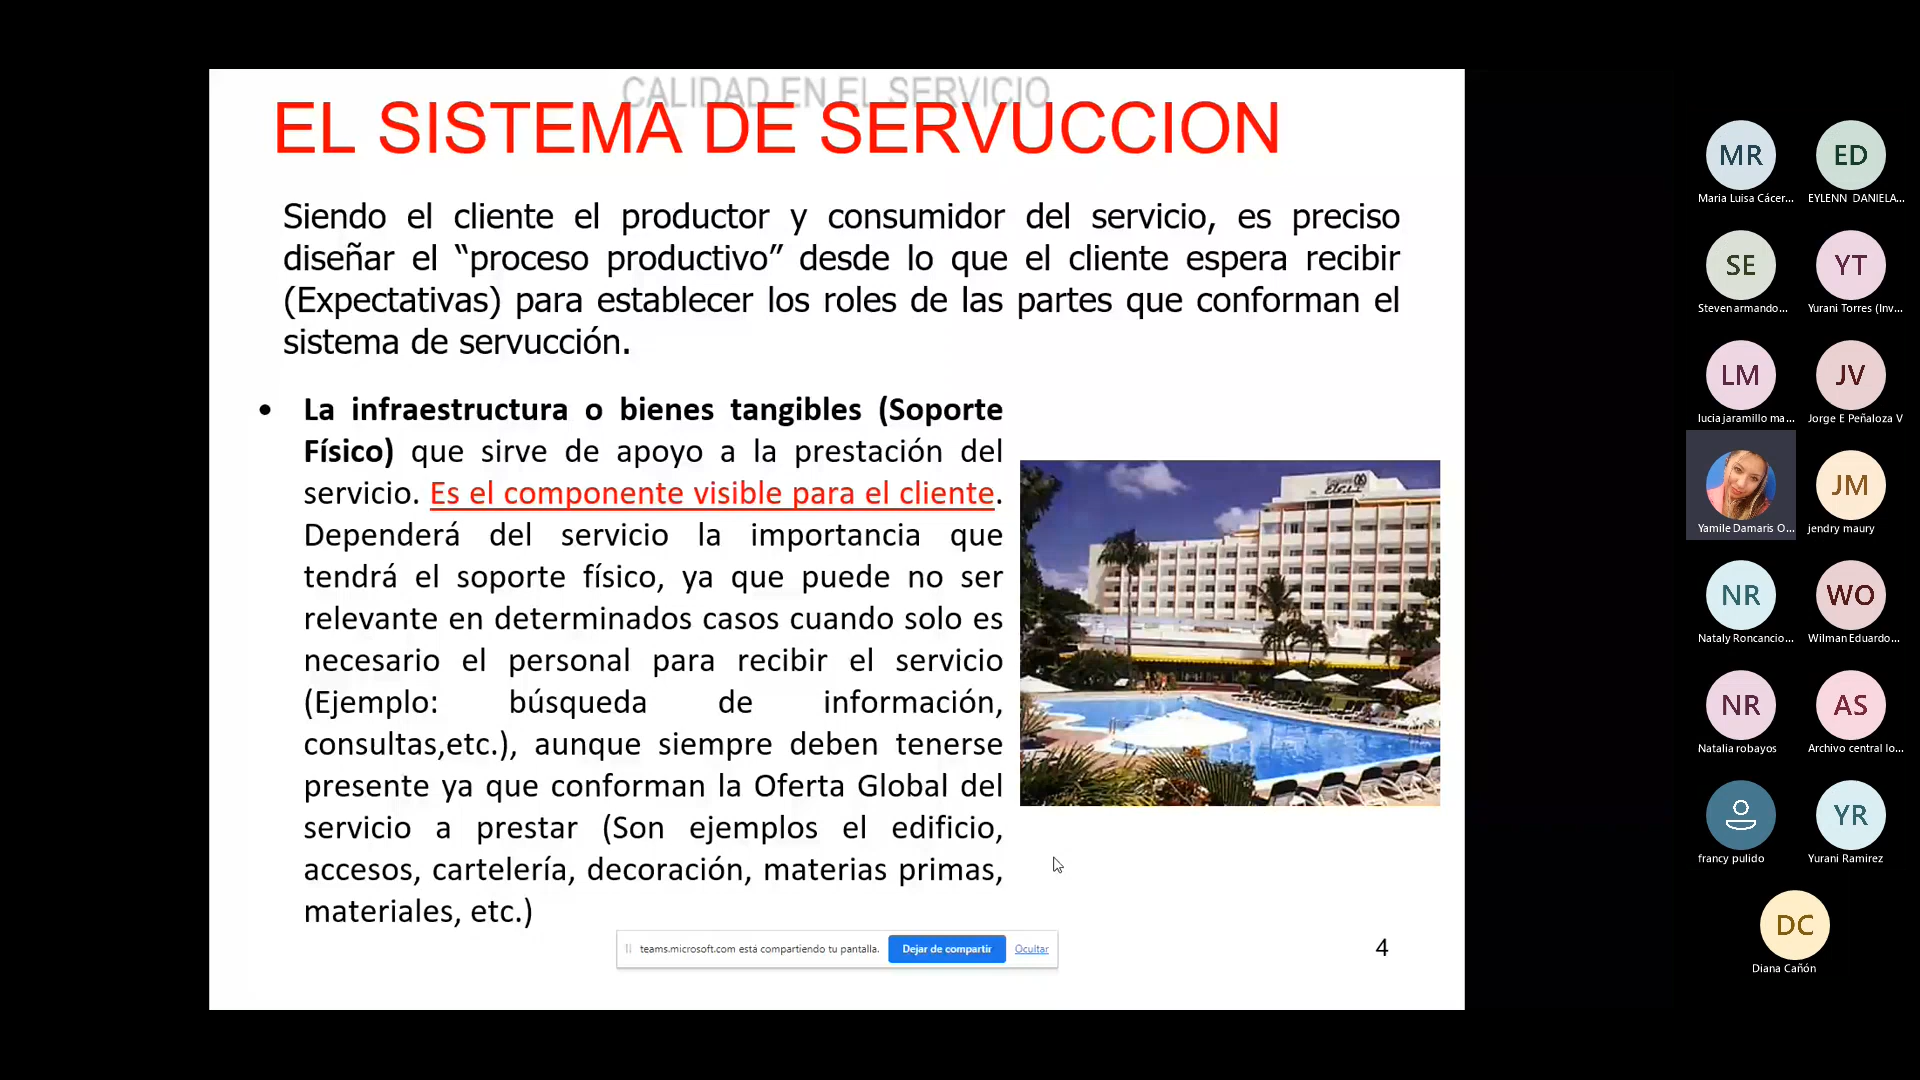 CALIDAD EN EL SERVICIO
EL SISTEMA DE SERVUCCION
Siendo el cliente el productor y consumidor del servicio, es preciso
diseñar el “proceso productivo” desde lo que el cliente espera recibir
(Expectativas) para establecer los roles de las partes que conforman el
sistema de servucción.
• La infraestructura o bienes tangibles (Soporte
Físico) que sirve de apoyo a la prestación del
servicio. Es el componente visible para el cliente.
Dependerá del servicio la importancia que
tendrá el soporte físico, ya que puede no ser
relevante en determinados casos cuando solo es
necesario el personal para recibir el servicio
(Ejemplo: búsqueda de información,
consultas,etc.), aunque siempre deben tenerse
presente ya que conforman la Oferta Global del
servicio a prestar (Son ejemplos el edificio,
accesos, cartelería, decoración, materias primas,
materiales, etc.)
teams.microsoft.com está compartiendo tu pantalla.
Dejar de compartir
Ocultar
4
MR
Maria Luisa Cácer...
ED
EYLENN DANIELA...
SE
Steven armando...
YT
Yurani Torres (Inv...
LM
lucia jaramillo ma...
JV
Jorge E Peñaloza V
Yamile Damaris O...
JM
jendry maury
NR
Nataly Roncancio...
WO
Wilman Eduardo...
NR
Natalia robayos
AS
Archivo central lo...
francy pulido
YR
Yurani Ramirez
DC
Diana Cañón